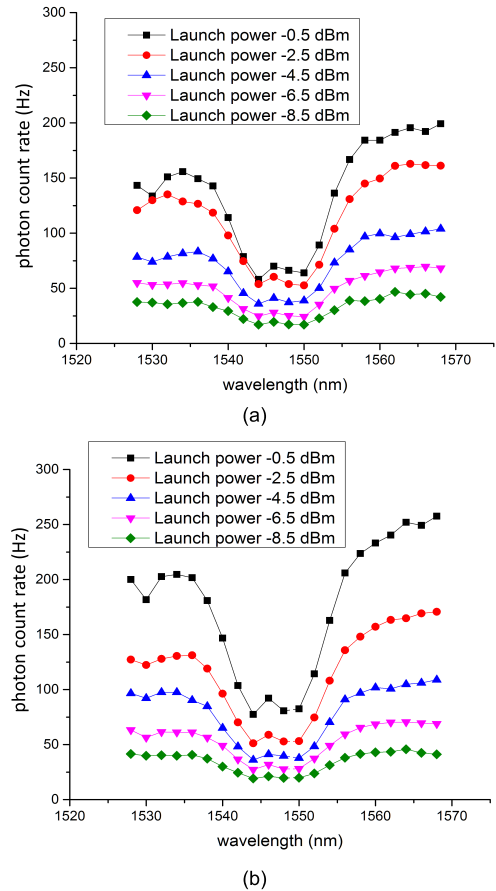 300
250
200
150
100
50
0
photon count rate (Hz)
Launch power -0.5 dBm
Launch power -2.5 dBm
Launch power -4.5 dBm
Launch power -6.5 dBm
Launch power -8.5 dBm
1520 1530 1540 1550 1560 1570
wavelength (nm)
(a)
300
250
200
150
100
50
0
photon count rate (Hz)
Launch power -0.5 dBm
Launch power -2.5 dBm
Launch power -4.5 dBm
Launch power -6.5 dBm
Launch power -8.5 dBm
1520 1530 1540 1550 1560 1570
wavelength (nm)
(b)